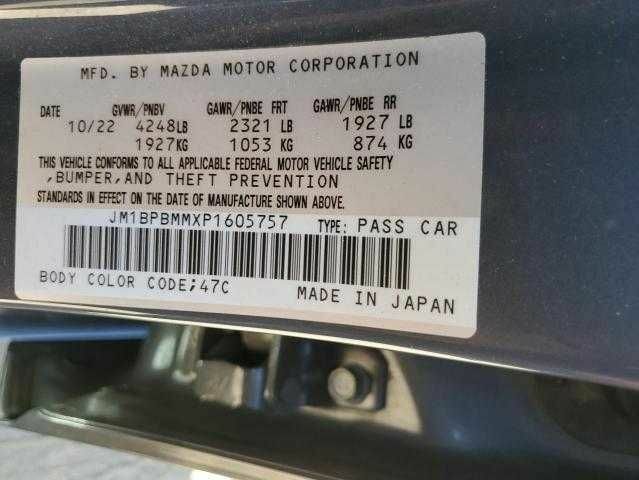 MFD. BY MAZDA MOTOR CORPORATION
DATE GVWR/PNBV GAWR/PNBE FRT GAWR/PNBE RR
10/22 4248LB 2321 LB 1927 LB
1927KG 1053 KG 874 KG
THIS VEHICLE CONFORMS TO ALL APPLICABLE FEDERAL MOTOR VEHICLE SAFETY
,BUMPER,AND THEFT PREVENTION
STANDARDS IN EFFECT ON THE DATE OF MANUFACTURE SHOWN ABOVE.
JM1BPBMMXP1605757 TYPE: PASS CAR
BODY COLOR CODE;47C MADE IN JAPAN